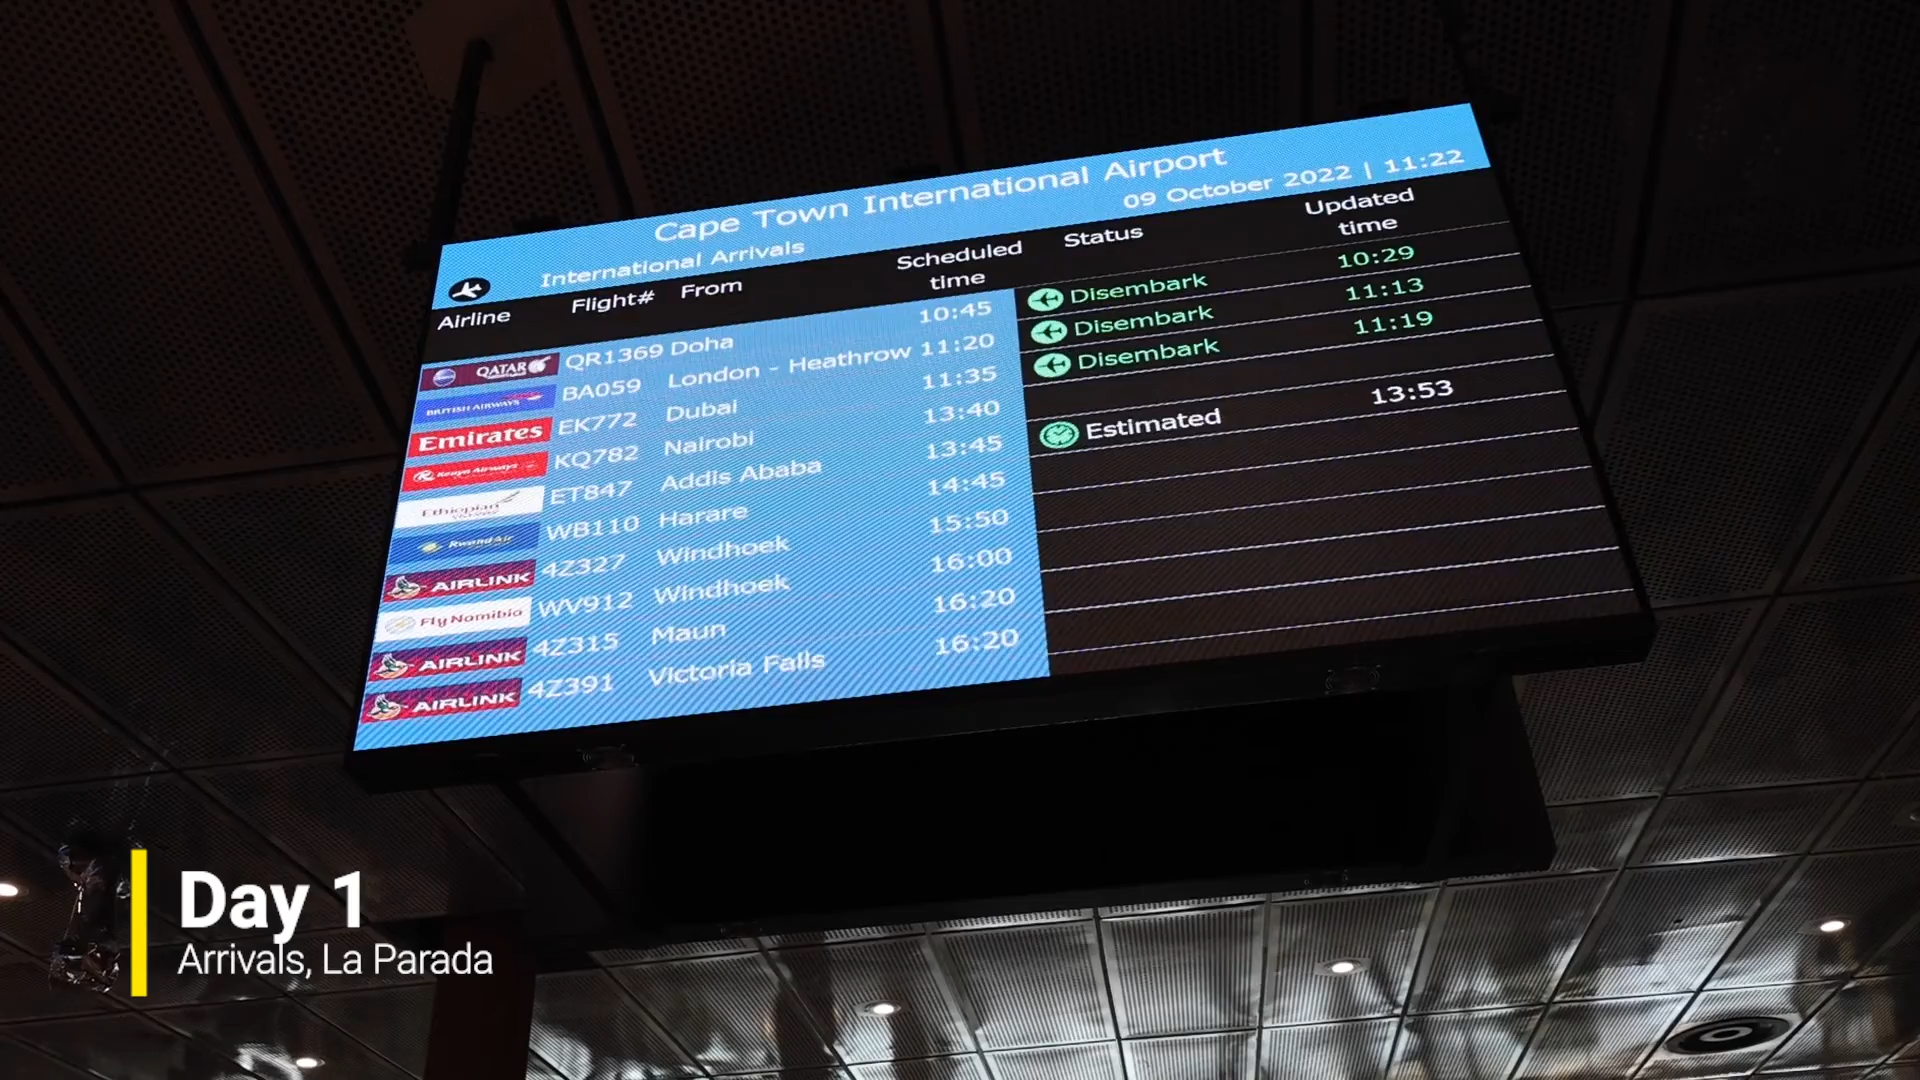 Cape Town International Airport
International Arrivals 09 October 2022 | 11:22
Airline Flight# From Scheduled time Status Updated time
QATAR QR1369 Doha 10:45 Disembark 10:29
BRITISH AIRWAYS BA059 London - Heathrow 11:20 Disembark 11:13
Emirates EK772 Dubai 11:35 Disembark 11:19
Kenya Airways KQ782 Nairobi 13:40
Ethiopian ET847 Addis Ababa 13:45 Estimated 13:53
RwandAir WB110 Harare 14:45
AIRLINK 4Z327 Windhoek 15:50
Fly Namibia WV912 Windhoek 16:00
AIRLINK 4Z315 Maun 16:20
AIRLINK 4Z391 Victoria Falls 16:20
Day 1
Arrivals, La Parada